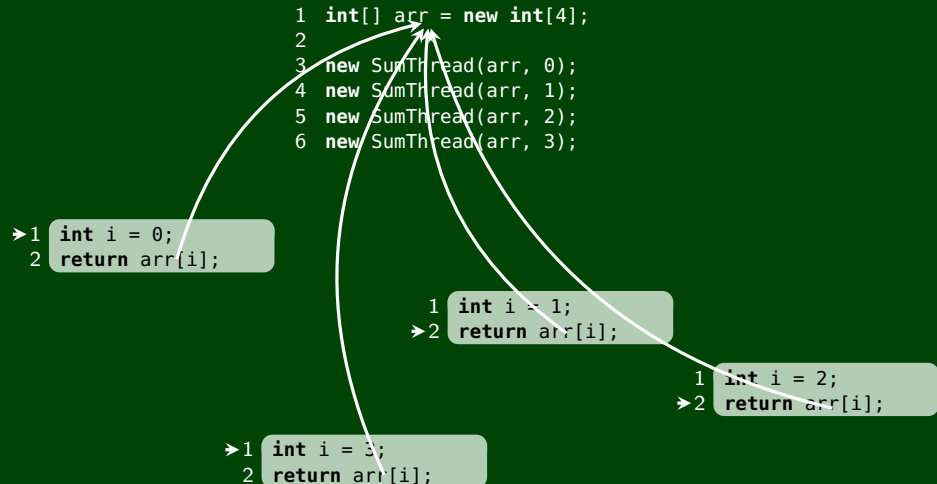 1 int[] arr = new int[4];
2
3 new SumThread(arr, 0);
4 new SumThread(arr, 1);
5 new SumThread(arr, 2);
6 new SumThread(arr, 3);
1 int i = 0;
2 return arr[i];
1 int i = 1;
2 return arr[i];
1 int i = 2;
2 return arr[i];
1 int i = 3;
2 return arr[i];